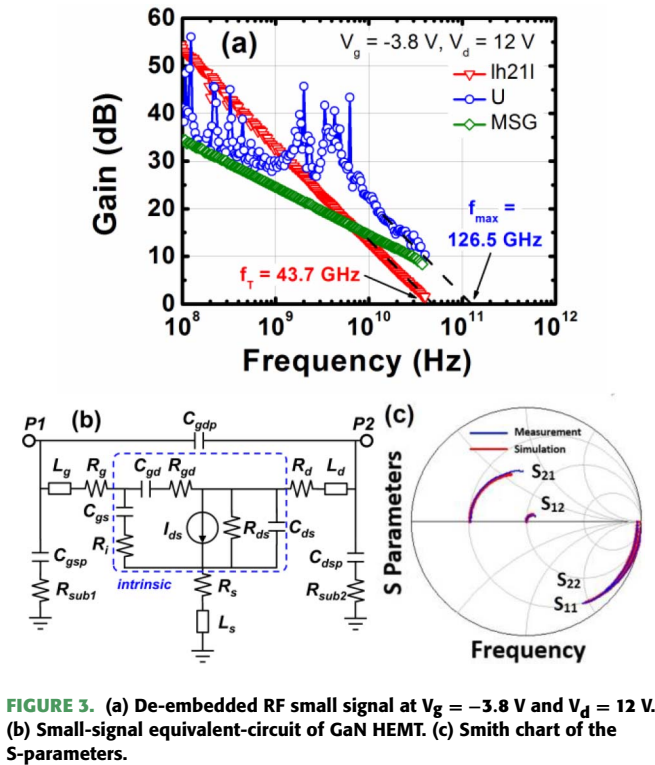 (a)
V_g = -3.8 V, V_d = 12 V
|h21|
U
MSG
f_max =
126.5 GHz
f_T = 43.7 GHz
Gain (dB)
60
50
40
30
20
10
0
10^8 10^9 10^10 10^11 10^12
Frequency (Hz)
(b)
P1 P2
C_gdp
L_g R_g C_gd R_gd R_d L_d
C_gs I_ds R_ds C_ds
R_i
intrinsic
C_gsp C_dsp
R_sub1 R_s R_sub2
L_s
(c)
Measurement
Simulation
S21
S12
S22
S11
S Parameters
Frequency
FIGURE 3. (a) De-embedded RF small signal at Vg = −3.8 V and Vd = 12 V.
(b) Small-signal equivalent-circuit of GaN HEMT. (c) Smith chart of the
S-parameters.